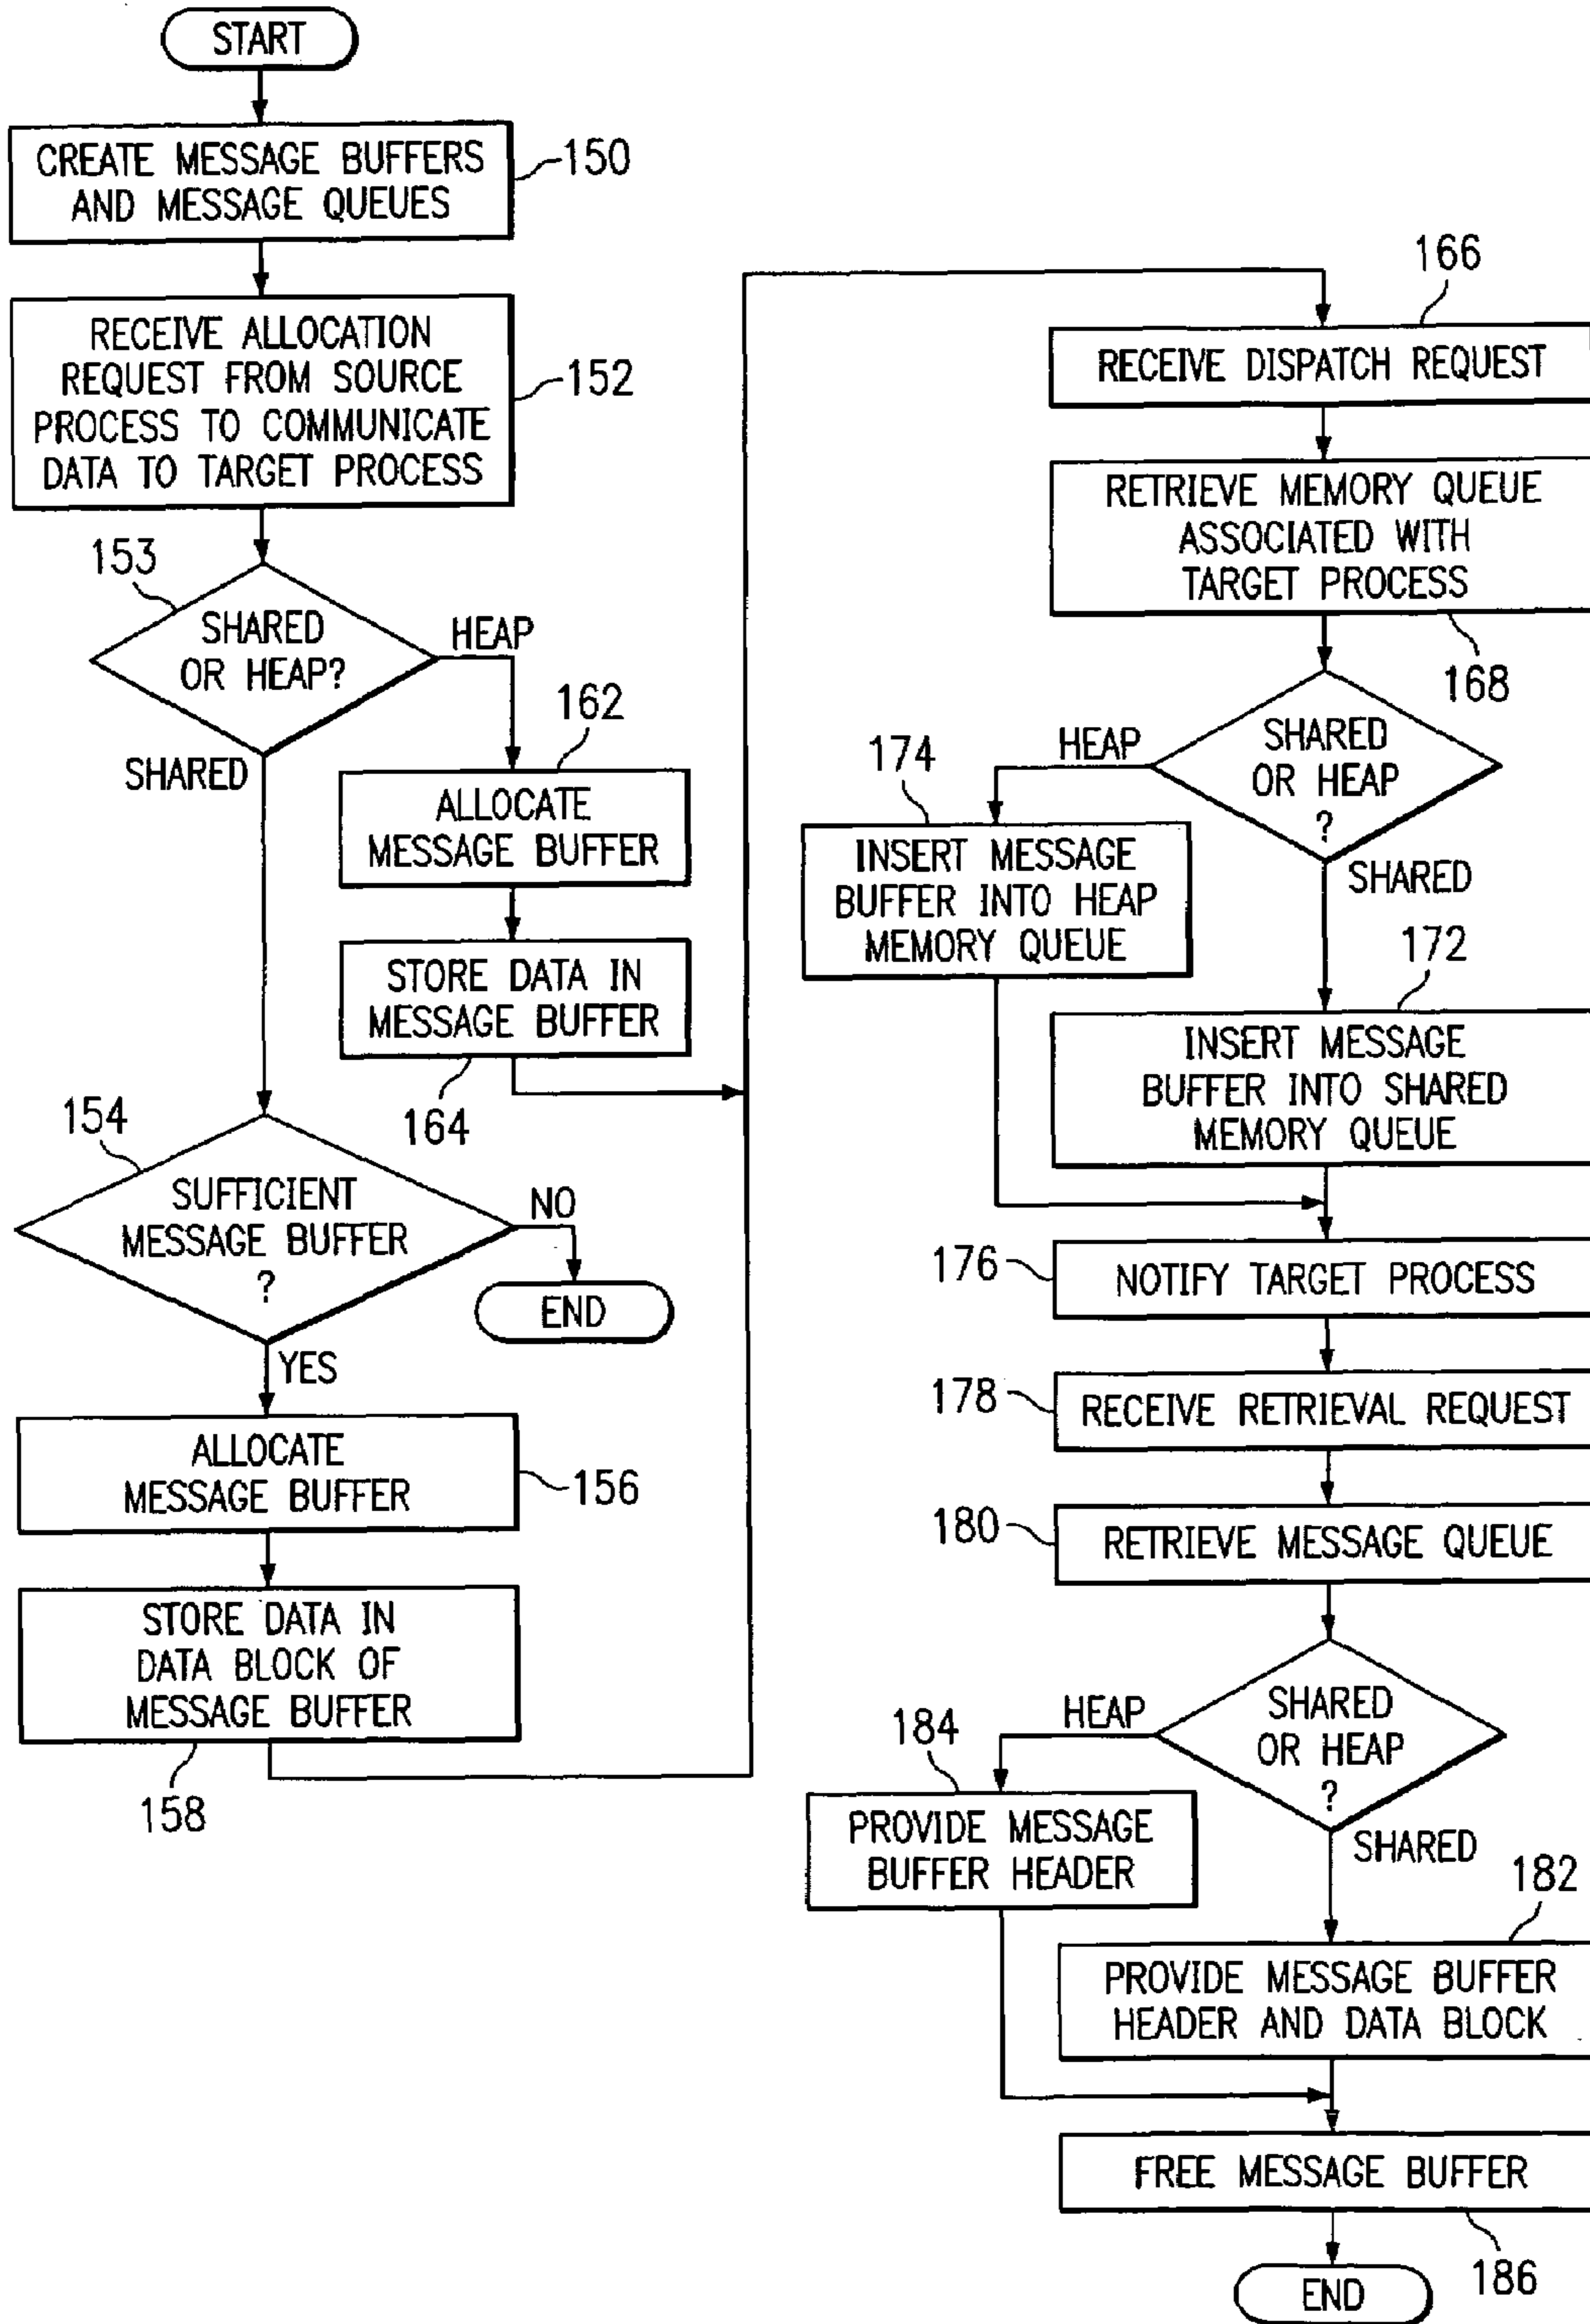 START
CREATE MESSAGE BUFFERS
AND MESSAGE QUEUES
150
RECEIVE ALLOCATION
REQUEST FROM SOURCE
PROCESS TO COMMUNICATE
DATA TO TARGET PROCESS
152
153
SHARED
OR HEAP?
HEAP
SHARED
162
ALLOCATE
MESSAGE BUFFER
STORE DATA IN
MESSAGE BUFFER
164
154
SUFFICIENT
MESSAGE BUFFER
?
NO
END
YES
ALLOCATE
MESSAGE BUFFER
156
STORE DATA IN
DATA BLOCK OF
MESSAGE BUFFER
158
166
RECEIVE DISPATCH REQUEST
RETRIEVE MEMORY QUEUE
ASSOCIATED WITH
TARGET PROCESS
168
SHARED
OR HEAP
?
HEAP
SHARED
174
INSERT MESSAGE
BUFFER INTO HEAP
MEMORY QUEUE
172
INSERT MESSAGE
BUFFER INTO SHARED
MEMORY QUEUE
176
NOTIFY TARGET PROCESS
178
RECEIVE RETRIEVAL REQUEST
180
RETRIEVE MESSAGE QUEUE
SHARED
OR HEAP
?
HEAP
SHARED
184
PROVIDE MESSAGE
BUFFER HEADER
182
PROVIDE MESSAGE BUFFER
HEADER AND DATA BLOCK
FREE MESSAGE BUFFER
186
END